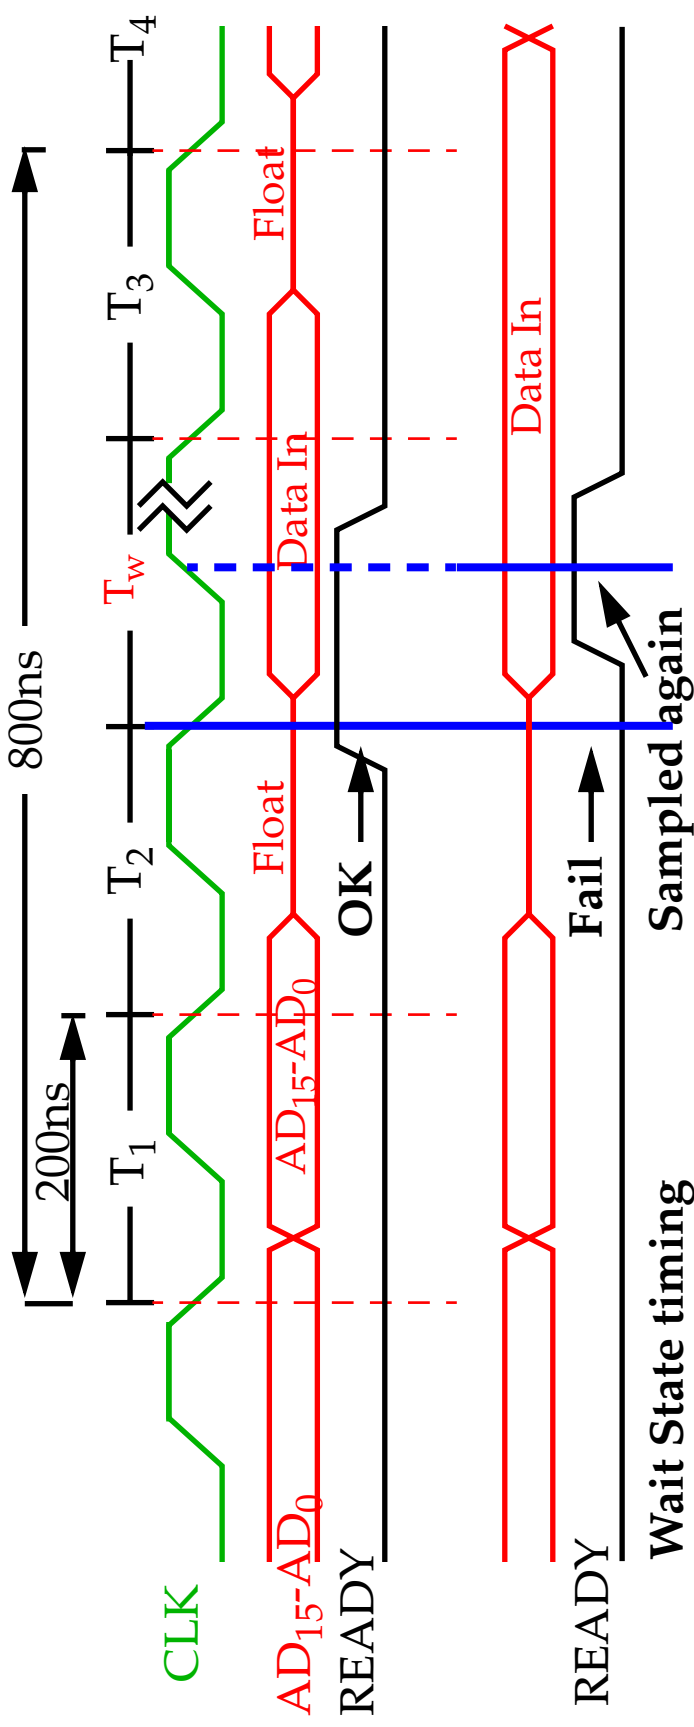 800ns
200ns
T1 T2 Tw T3 T4
CLK
AD15-AD0 AD15-AD0 Float Data In Float
READY OK
Data In
READY Fail
Wait State timing Sampled again